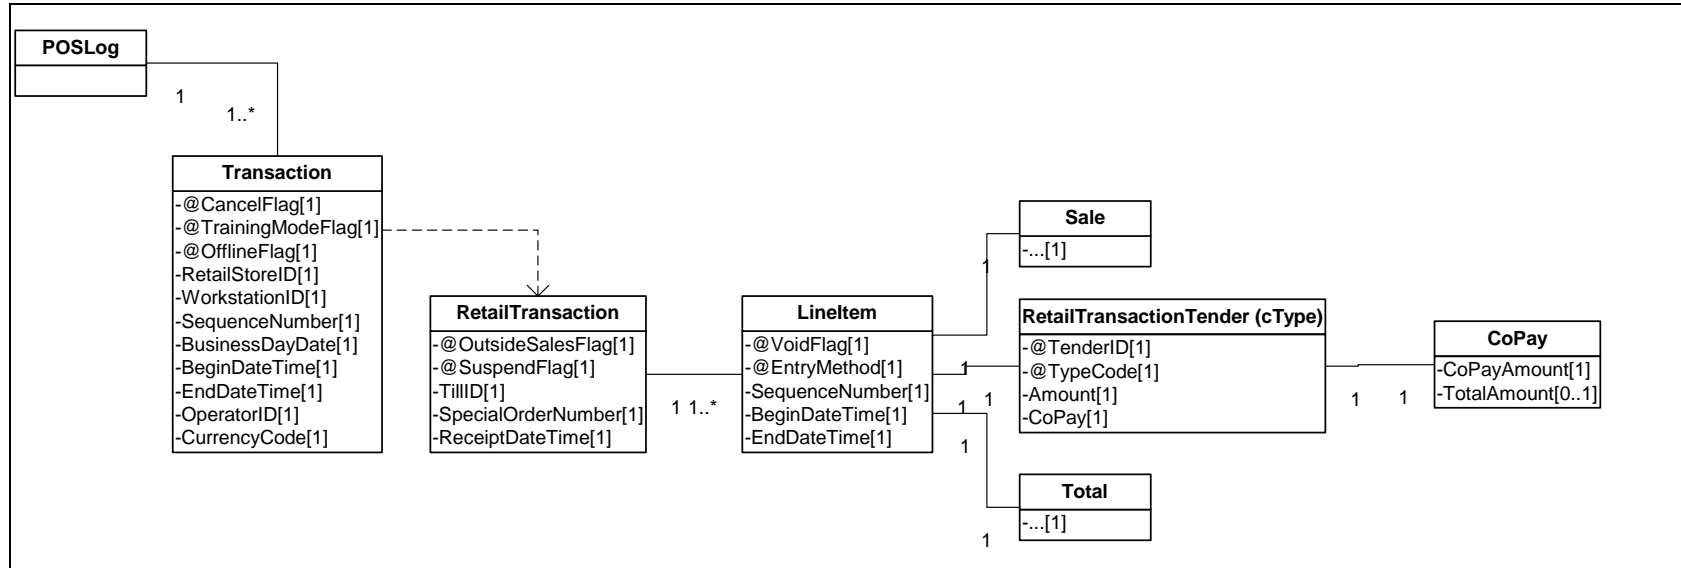 POSLog
1
1..*
Transaction
-@CancelFlag[1]
-@TrainingModeFlag[1]
-@OfflineFlag[1]
-RetailStoreID[1]
-WorkstationID[1]
-SequenceNumber[1]
-BusinessDayDate[1]
-BeginDateTime[1]
-EndDateTime[1]
-OperatorID[1]
-CurrencyCode[1]
RetailTransaction
-@OutsideSalesFlag[1]
-@SuspendFlag[1]
-TillID[1]
-SpecialOrderNumber[1]
-ReceiptDateTime[1]
1 1..*
LineItem
-@VoidFlag[1]
-@EntryMethod[1]
-SequenceNumber[1]
-BeginDateTime[1]
-EndDateTime[1]
1
1
1
1
1
1
Sale
-...[1]
RetailTransactionTender (cType)
-@TenderID[1]
-@TypeCode[1]
-Amount[1]
-CoPay[1]
1
1
CoPay
-CoPayAmount[1]
-TotalAmount[0..1]
Total
-...[1]